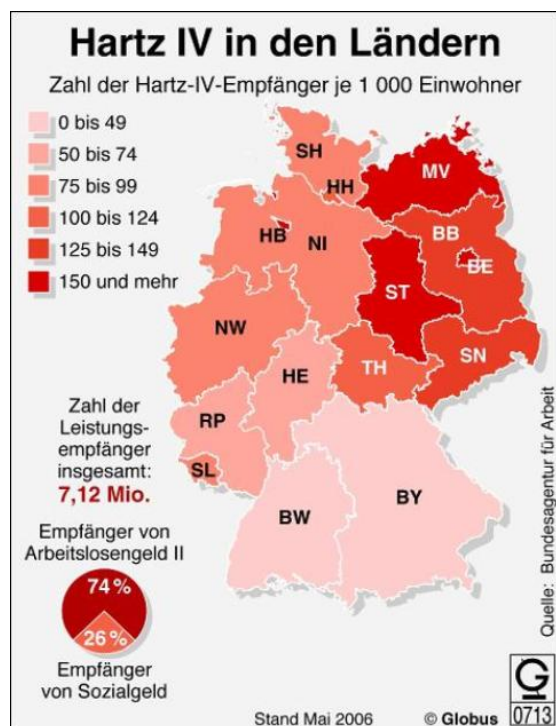 Hartz IV in den Ländern
Zahl der Hartz-IV-Empfänger je 1 000 Einwohner
0 bis 49
50 bis 74
75 bis 99
100 bis 124
125 bis 149
150 und mehr
SH
HH
MV
HB
NI
BB
BE
ST
NW
HE
TH
SN
RP
SL
BW
BY
Zahl der
Leistungs-
empfänger
insgesamt:
7,12 Mio.
Empfänger von
Arbeitslosengeld II
74 %
26 %
Empfänger
von Sozialgeld
Quelle: Bundesagentur für Arbeit
Stand Mai 2006
© Globus
G
0713